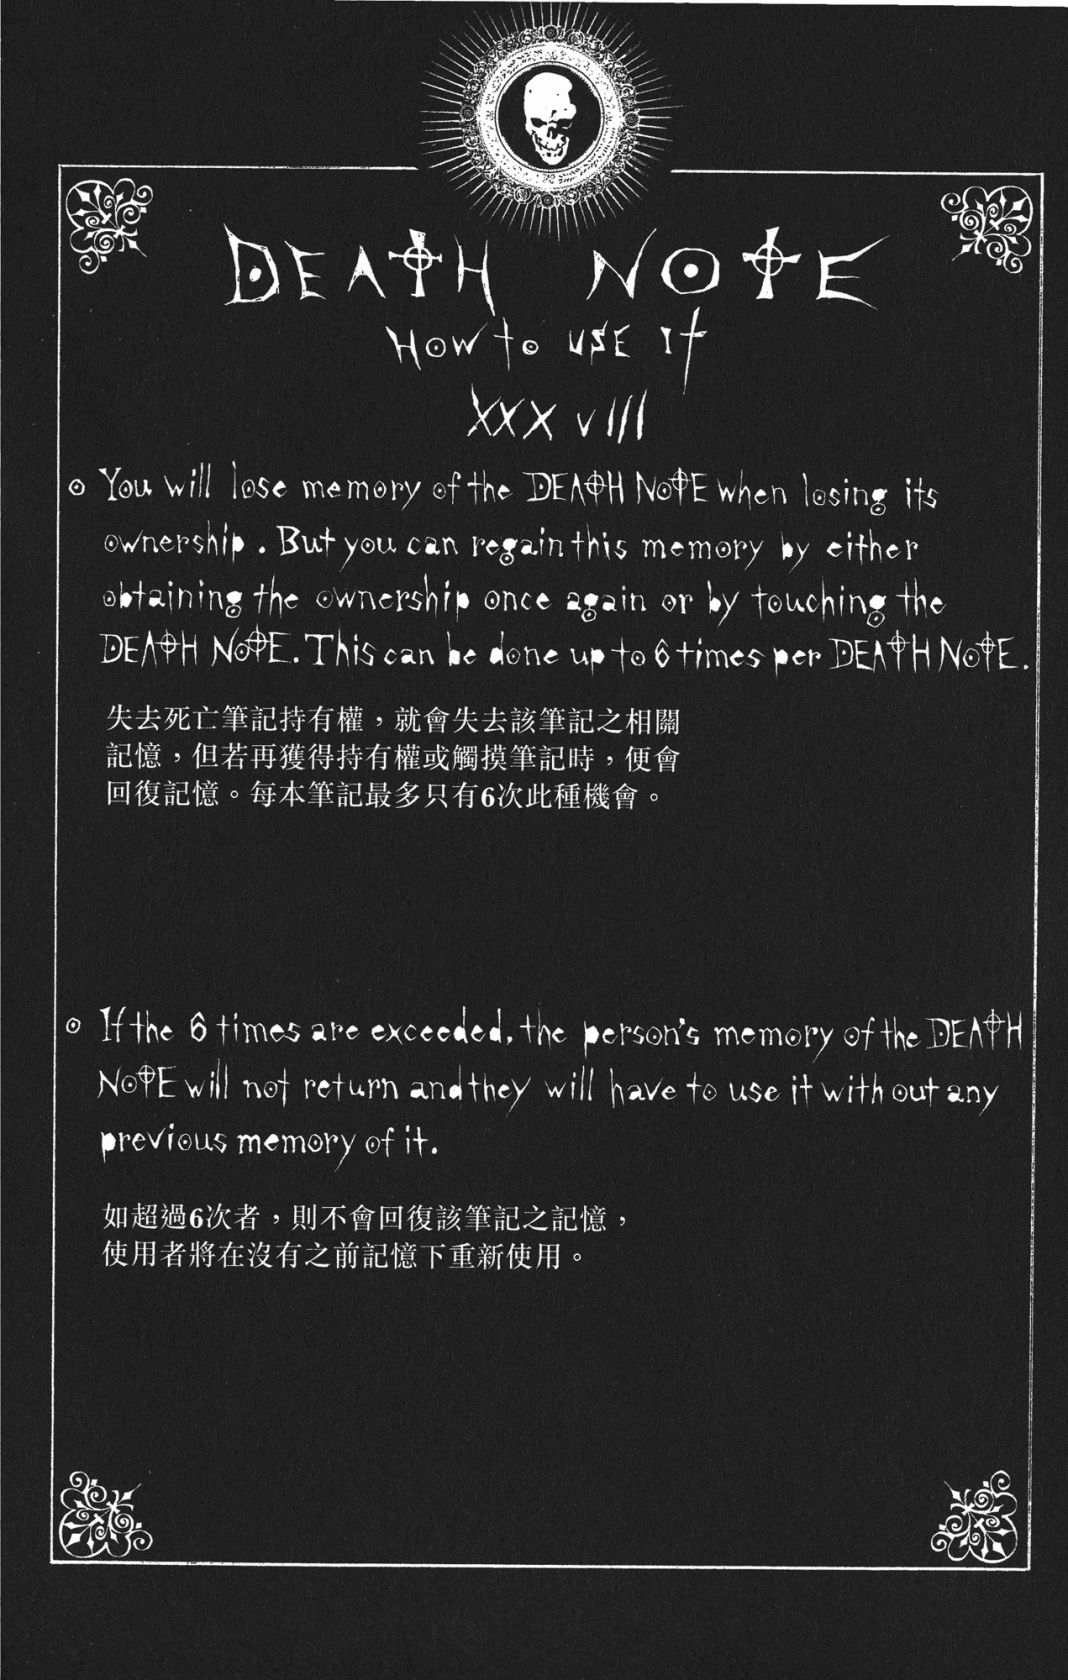 DEATH NOTE
HOW to USE It
XXXVIII
You will lose memory of the DEATH NOTE when losing its
ownership. But you can regain this memory by either
obtaining the ownership once again or by touching the
DEATH NOTE. This can be done up to 6 times per DEATH NOTE.
失去死亡筆記持有權，就會失去該筆記之相關
記憶，但若再獲得持有權或觸摸筆記時，便會
回復記憶。每本筆記最多只有6次此種機會。
If the 6 times are exceeded, the person's memory of the DEATH
NOTE will not return and they will have to use it without any
previous memory of it.
如超過6次者，則不會回復該筆記之記憶，
使用者將在沒有之前記憶下重新使用。